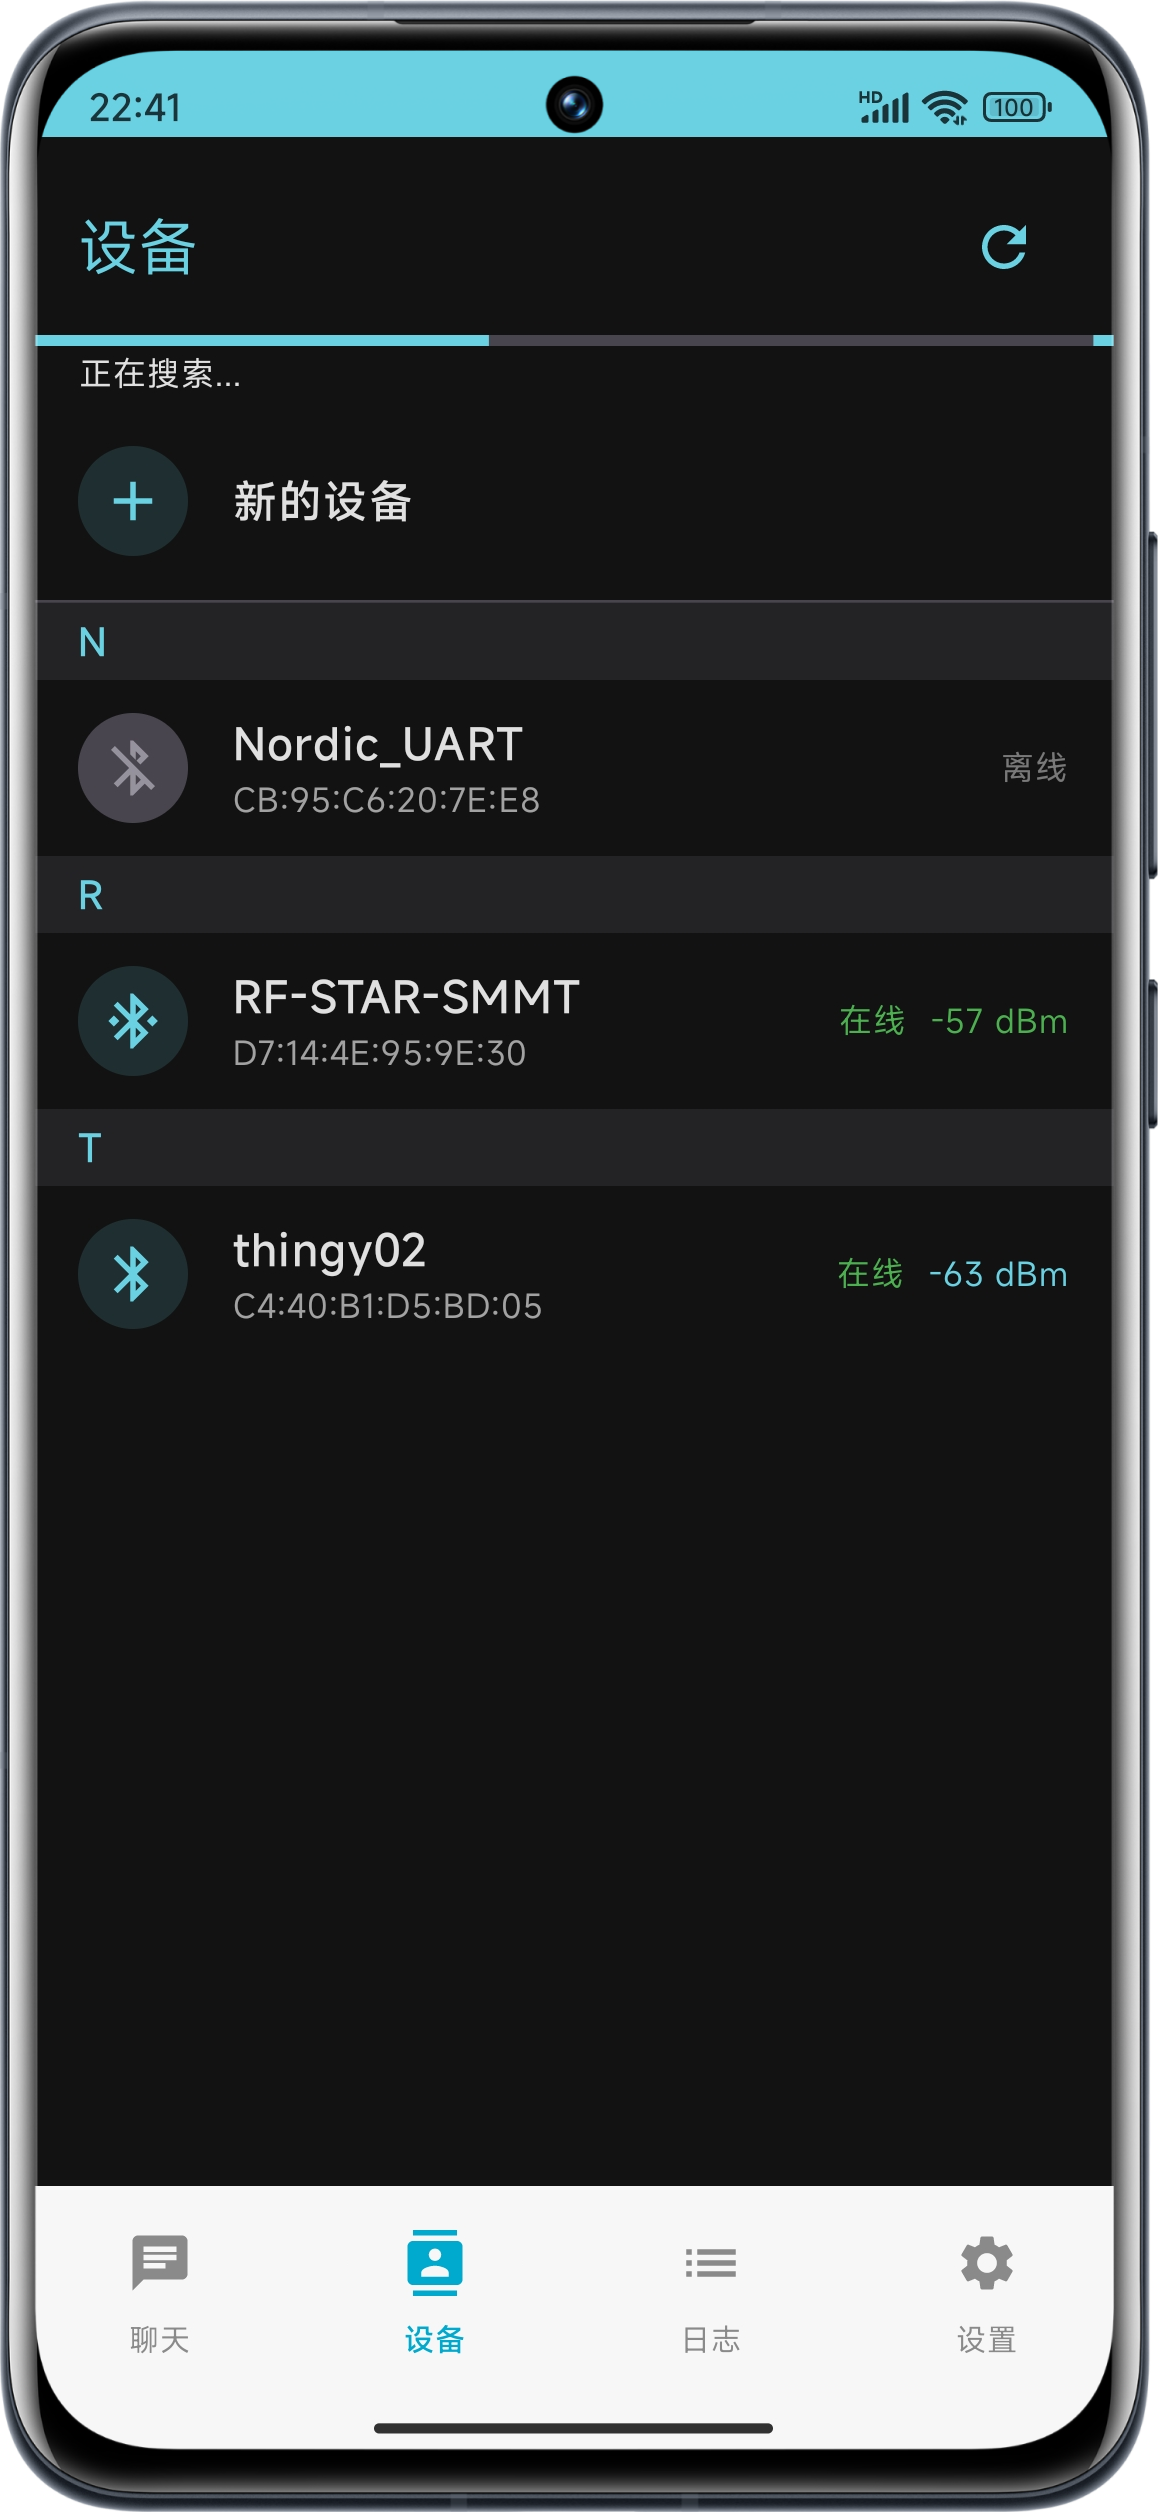 22:41
HD
100
设备
正在搜索...
新的设备
N
Nordic_UART
CB:95:C6:20:7E:E8
离线
R
RF-STAR-SMMT
D7:14:4E:95:9E:30
在线 -57 dBm
T
thingy02
C4:40:B1:D5:BD:05
在线 -63 dBm
聊天
设备
日志
设置